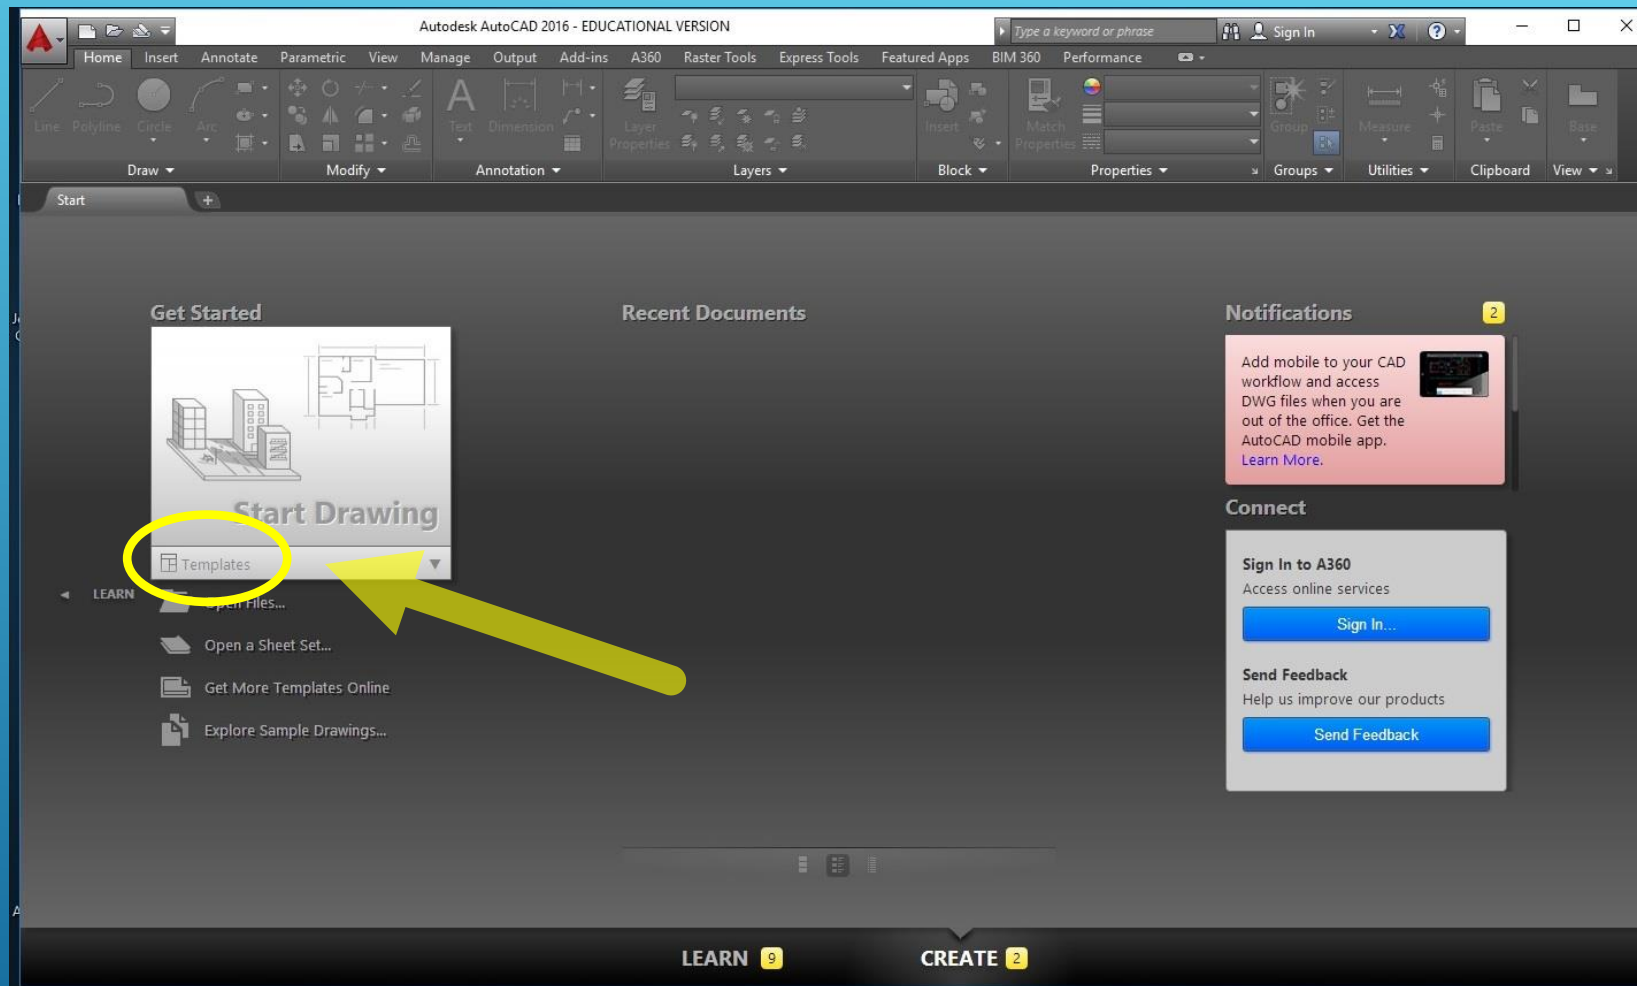 Autodesk AutoCAD 2016 - EDUCATIONAL VERSION
Type a keyword or phrase
Sign In
Home Insert Annotate Parametric View Manage Output Add-ins A360 Raster Tools Express Tools Featured Apps BIM 360 Performance
Line Polyline Circle Arc Text Dimension Layer Properties Insert Match Properties Group Measure Paste Base
Draw Modify Annotation Layers Block Properties Groups Utilities Clipboard View
Start
Get Started
Start Drawing
Templates
LEARN
Open Files...
Open a Sheet Set...
Get More Templates Online
Explore Sample Drawings...
Recent Documents
Notifications 2
Add mobile to your CAD
workflow and access
DWG files when you are
out of the office. Get the
AutoCAD mobile app.
Learn More.
Connect
Sign In to A360
Access online services
Sign In...
Send Feedback
Help us improve our products
Send Feedback
LEARN 9 CREATE 2